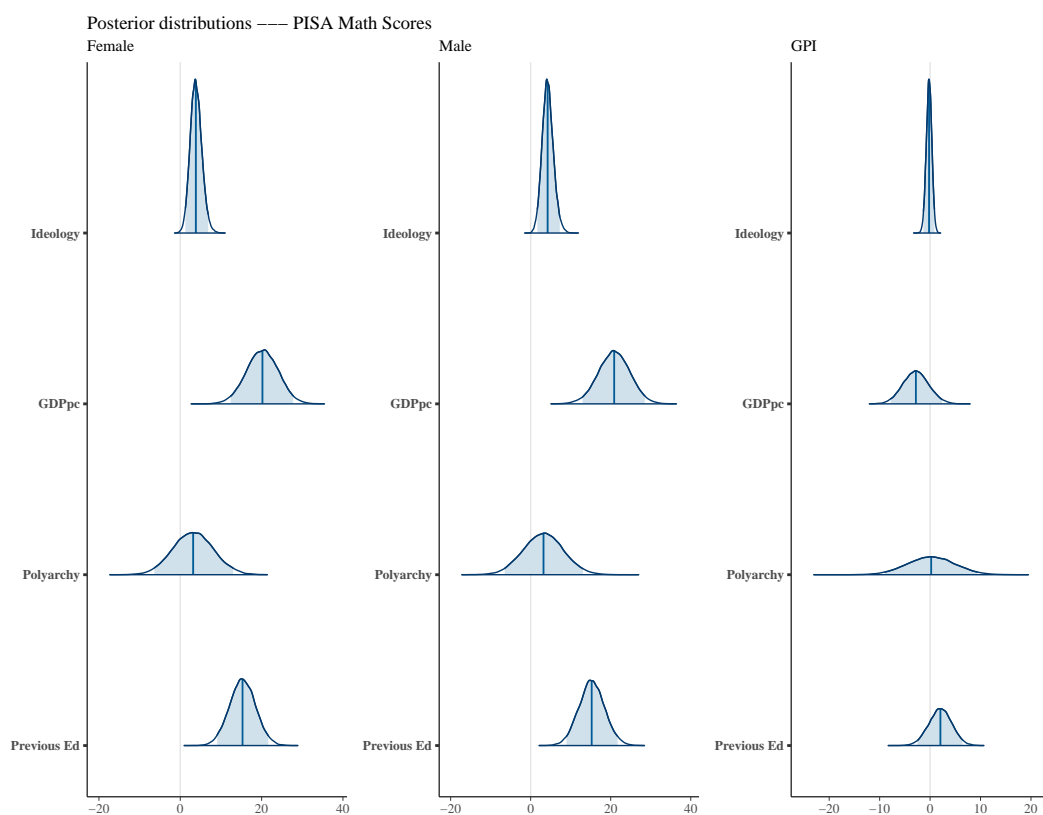 Posterior distributions −−− PISA Math Scores
Female
Male
GPI
Ideology
GDPpc
Polyarchy
Previous Ed
−20 0 20 40
Ideology
GDPpc
Polyarchy
Previous Ed
−20 0 20 40
Ideology
GDPpc
Polyarchy
Previous Ed
−20 −10 0 10 20